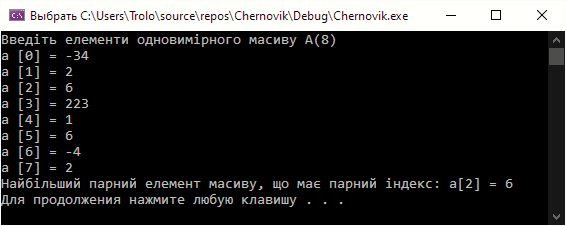 Выбрать C:\Users\Trolo\source\repos\Chernovik\Debug\Chernovik.exe
Введіть елементи одновимірного масиву A(8)
a [0] = -34
a [1] = 2
a [2] = 6
a [3] = 223
a [4] = 1
a [5] = 6
a [6] = -4
a [7] = 2
Найбільший парний елемент масиву, що має парний індекс: a[2] = 6
Для продолжения нажмите любую клавишу . . .